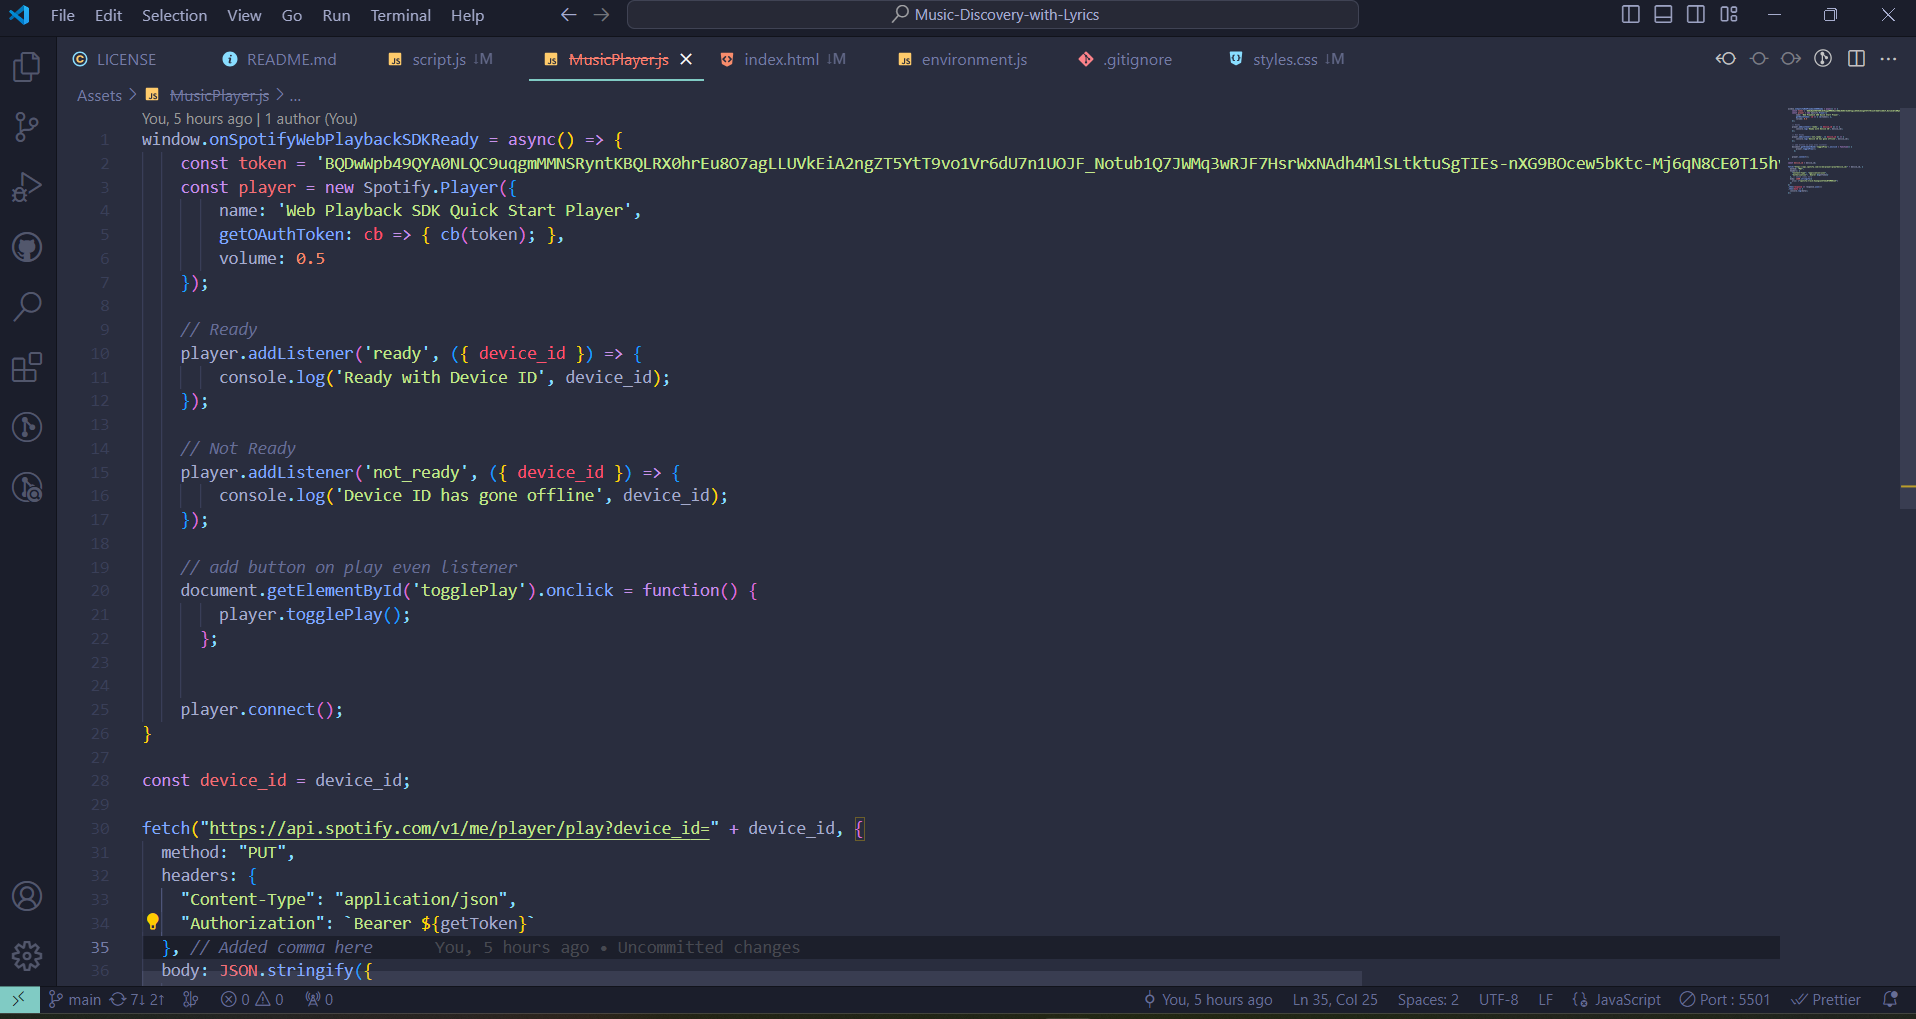 File Edit Selection View Go Run Terminal Help
Music-Discovery-with-Lyrics
LICENSE README.md script.js ↓M MusicPlayer.js index.html ↓M environment.js .gitignore styles.css ↓M
Assets > MusicPlayer.js > ...
You, 5 hours ago | 1 author (You)
1 window.onSpotifyWebPlaybackSDKReady = async() => {
2 const token = '
3 const player = new Spotify.Player({
4 name: 'Web Playback SDK Quick Start Player',
5 getOAuthToken: cb => { cb(token); },
6 volume: 0.5
7 });
8
9 // Ready
10 player.addListener('ready', ({ device_id }) => {
11 console.log('Ready with Device ID', device_id);
12 });
13
14 // Not Ready
15 player.addListener('not_ready', ({ device_id }) => {
16 console.log('Device ID has gone offline', device_id);
17 });
18
19 // add button on play even listener
20 document.getElementById('togglePlay').onclick = function() {
21 player.togglePlay();
22 };
23
24
25 player.connect();
26 }
27
28 const device_id = device_id;
29
30 fetch("https://api.spotify.com/v1/me/player/play?device_id=" + device_id, {
31 method: "PUT",
32 headers: {
33 "Content-Type": "application/json",
34 "Authorization": `Bearer ${getToken}`
35 }, // Added comma here You, 5 hours ago • Uncommitted changes
36 body: JSON.stringify({
main 7↓ 2↑ 0 0 0 You, 5 hours ago Ln 35, Col 25 Spaces: 2 UTF-8 LF {} JavaScript Port : 5501 Prettier